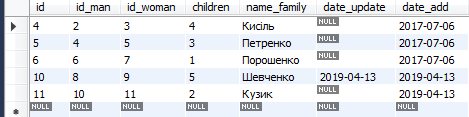 id id_man id_woman children name_family date_update date_add
4 2 3 4 Кисіль NULL 2017-07-06
5 4 5 3 Петренко NULL 2017-07-06
6 6 7 1 Порошенко NULL 2017-07-06
10 8 9 5 Шевченко 2019-04-13 2019-04-13
11 10 11 2 Кузик NULL 2019-04-13
NULL NULL NULL NULL NULL NULL NULL